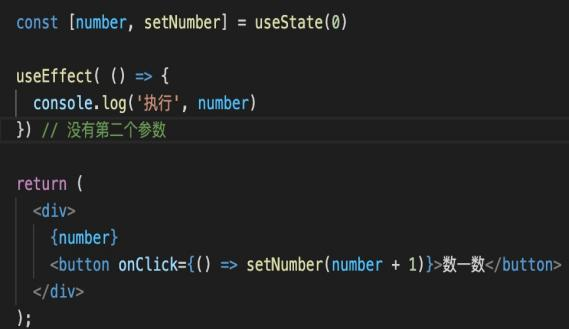 const [number, setNumber] = useState(0)
useEffect( () => {
console.log('执行', number)
}) // 没有第二个参数
return (
<div>
{number}
<button onClick={() => setNumber(number + 1)}>数一数</button>
</div>
);